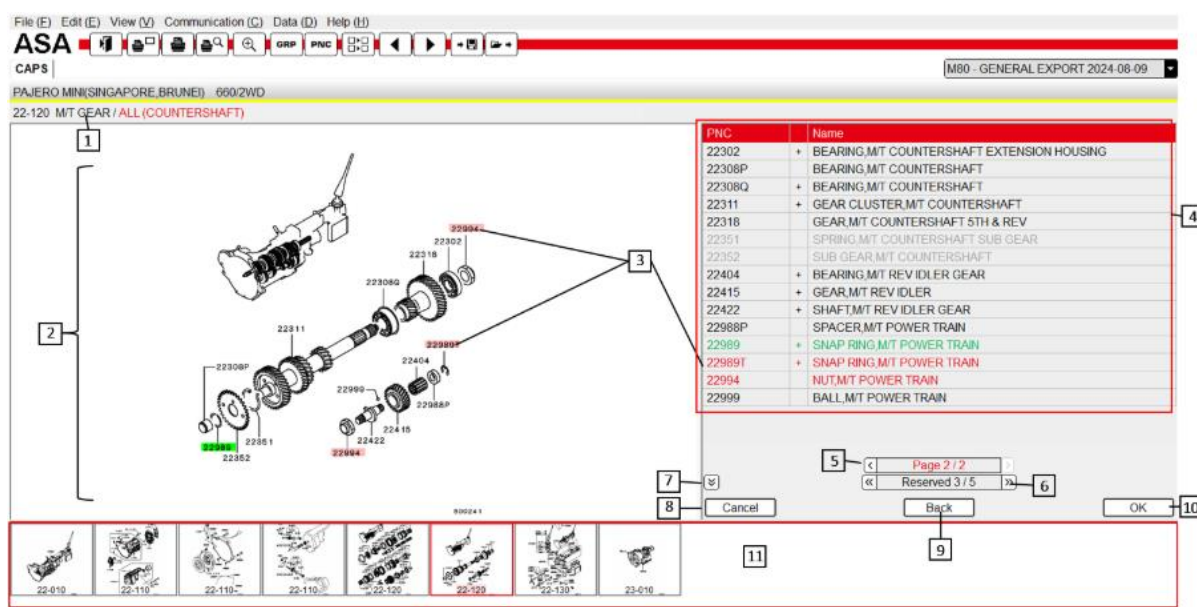 File (F) Edit (E) View (V) Communication (C) Data (D) Help (H)
ASA GRP PNC
CAPS M80 - GENERAL EXPORT 2024-08-09
PAJERO MINI(SINGAPORE,BRUNEI) 660/2WD
22-120 M/T GEAR / ALL (COUNTERSHAFT)
1
2
3
22994
22302
22318
22308Q
22311
22989T
22404
22308P
22999
22988P
22351
22415
22422
22989
22352
22994
500241
PNC Name
22302 + BEARING,M/T COUNTERSHAFT EXTENSION HOUSING
22308P BEARING,M/T COUNTERSHAFT
22308Q + BEARING,M/T COUNTERSHAFT
22311 + GEAR CLUSTER,M/T COUNTERSHAFT
22318 GEAR,M/T COUNTERSHAFT 5TH & REV
22351 SPRING,M/T COUNTERSHAFT SUB GEAR
22352 SUB GEAR,M/T COUNTERSHAFT
22404 + BEARING,M/T REV IDLER GEAR
22415 + GEAR,M/T REV IDLER
22422 + SHAFT,M/T REV IDLER GEAR
22988P SPACER,M/T POWER TRAIN
22989 + SNAP RING,M/T POWER TRAIN
22989T + SNAP RING,M/T POWER TRAIN
22994 NUT,M/T POWER TRAIN
22999 BALL,M/T POWER TRAIN
4
5 < Page 2 / 2 >
7 « Reserved 3 / 5 » 6
8 Cancel Back OK 10
9
11
22-010 22-110 22-110 22-110 22-120 22-120 22-130 23-010